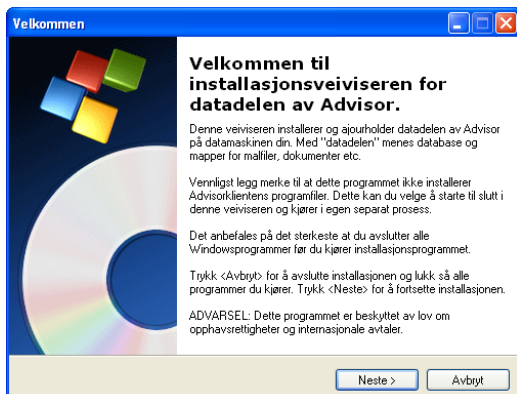 Velkommen
Velkommen til
installasjonsveiviseren for
datadelen av Advisor.
Denne veiviseren installerer og ajourholder datadelen av Advisor
på datamaskinen din. Med "datadelen" menes database og
mapper for malfiler, dokumenter etc.
Vennligst legg merke til at dette programmet ikke installerer
Advisorklientens programfiler. Dette kan du velge å starte til slutt i
denne veiviseren og kjører i egen separat prosess.
Det anbefales på det sterkeste at du avslutter alle
Windowsprogrammer før du kjører installasjonsprogrammet.
Trykk <Avbryt> for å avslutte installasjonen og lukk så alle
programmer du kjører. Trykk <Neste> for å fortsette installasjonen.
ADVARSEL: Dette programmet er beskyttet av lov om
opphavsrettigheter og internasjonale avtaler.
Neste >
Avbryt